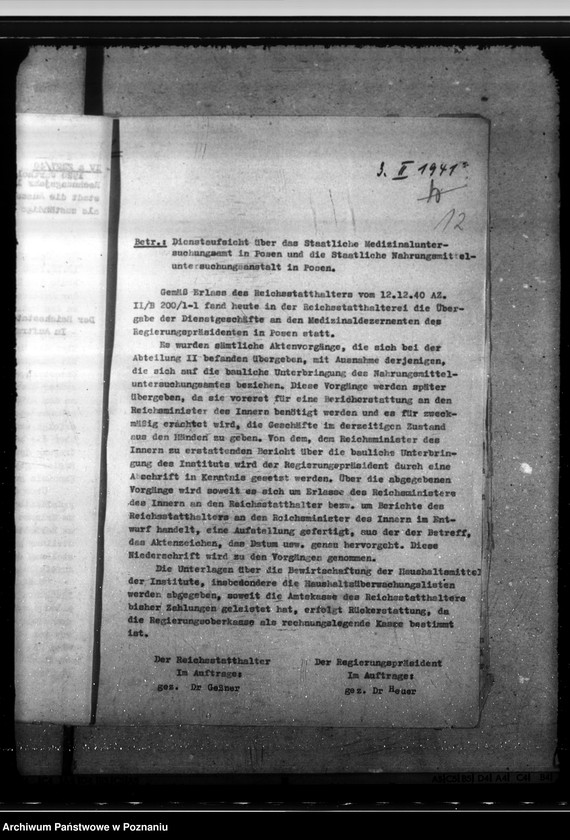 3. II 1941
12
Betr.: Dienstaufsicht über das Staatliche Medizinalunter-
suchungsamt in Posen und die Staatliche Nahrungsmittel-
untersuchungsanstalt in Posen.
Gemäß Erlass des Reichsstatthalters vom 12.12.40 AZ.
II/B 200/1-1 fand heute in der Reichsstatthalterei die Über-
gabe der Dienstgeschäfte an den Medizinaldezernenten des
Regierungspräsidenten in Posen statt.
Es wurden sämtliche Aktenvorgänge, die sich bei der
Abteilung II befanden übergeben, mit Ausnahme derjenigen,
die sich auf die bauliche Unterbringung des Nahrungsmittel-
untersuchungsamtes beziehen. Diese Vorgänge werden später
übergeben, da sie vorerst für eine Berichterstattung an den
Reichsminister des Innern benötigt werden und es für zweck-
mäßig erachtet wird, die Geschäfte im derzeitigen Zustand
aus den Händen zu geben. Von dem, dem Reichsminister des
Innern zu erstattenden Bericht über die bauliche Unterbrin-
gung des Instituts wird der Regierungspräsident durch eine
Abschrift in Kenntnis gesetzt werden. Über die abgegebenen
Vorgänge wird soweit es sich um Erlasse des Reichsministers
des Innern an den Reichsstatthalter bezw. um Berichte des
Reichsstatthalters an den Reichsminister des Innern im Ent-
wurf handelt, eine Aufstellung gefertigt, aus der der Betreff,
das Aktenzeichen, das Datum usw. genau hervorgeht. Diese
Niederschrift wird zu den Vorgängen genommen.
Die Unterlagen über die Bewirtschaftung der Haushaltsmittel
der Institute, insbesondere die Haushaltsüberwachungslisten
werden abgegeben, soweit die Amtskasse des Reichsstatthalters
bisher Zahlungen geleistet hat, erfolgt Rückerstattung, da
die Regierungsoberkasse als rechnungslegende Kasse bestimmt
ist.
Der Reichsstatthalter Der Regierungspräsident
Im Auftrage: Im Auftrage:
gez. Dr Geßner gez. Dr Heuer
Archiwum Państwowe w Poznaniu